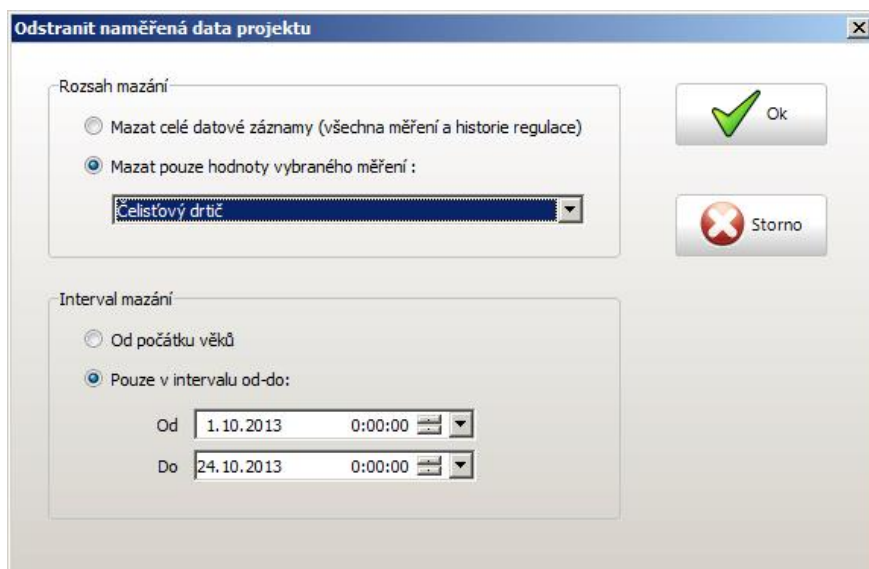 Odstranit naměřená data projektu
Rozsah mazání
Mazat celé datové záznamy (všechna měření a historie regulace)
Mazat pouze hodnoty vybraného měření :
Čelisťový drtič
Ok
Storno
Interval mazání
Od počátku věků
Pouze v intervalu od-do:
Od 1.10.2013 0:00:00
Do 24.10.2013 0:00:00